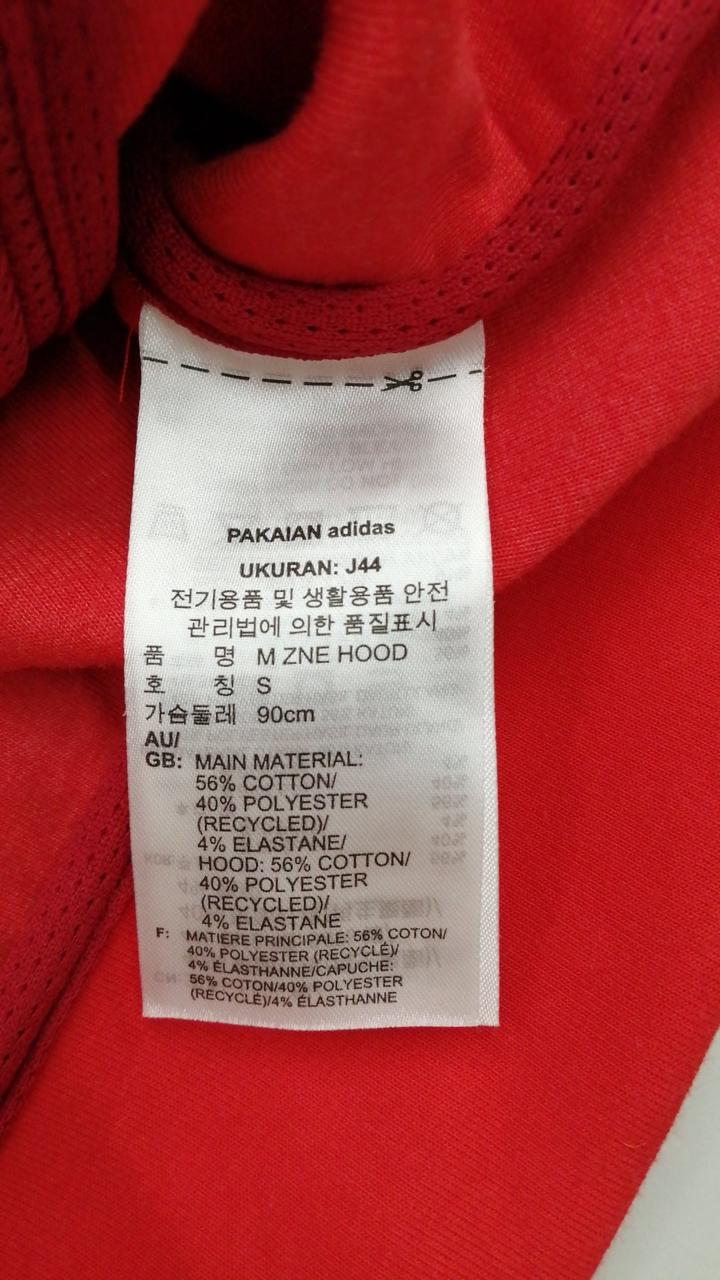 PAKAIAN adidas
UKURAN: J44
전기용품 및 생활용품 안전
관리법에 의한 품질표시
품 명 M ZNE HOOD
호 칭 S
가슴둘레 90cm
AU/
GB: MAIN MATERIAL:
56% COTTON/
40% POLYESTER
(RECYCLED)/
4% ELASTANE/
HOOD: 56% COTTON/
40% POLYESTER
(RECYCLED)/
4% ELASTANE
F: MATIERE PRINCIPALE: 56% COTON/
40% POLYESTER (RECYCLÉ)/
4% ÉLASTHANNE/CAPUCHE:
56% COTON/40% POLYESTER
(RECYCLÉ)/4% ÉLASTHANNE